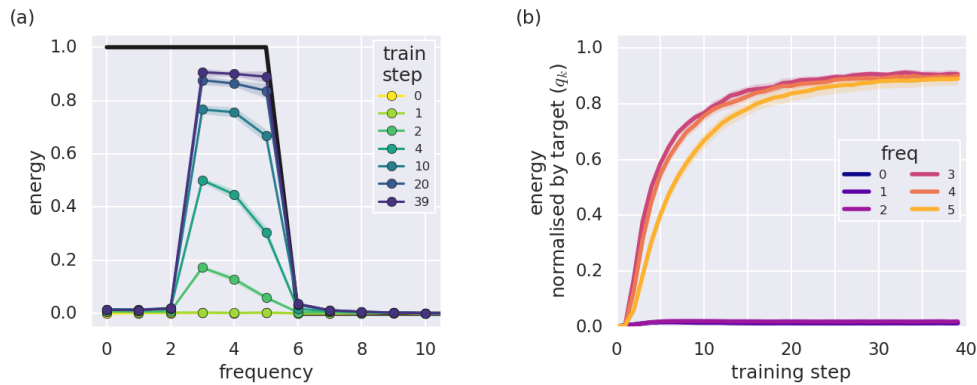 (a)
(b)
1.0
0.8
0.6
0.4
0.2
0.0
energy
0 2 4 6 8 10
frequency
train
step
0
1
2
4
10
20
39
1.0
0.8
0.6
0.4
0.2
0.0
energy
normalised by target (qₖ)
0 10 20 30 40
training step
freq
0 3
1 4
2 5